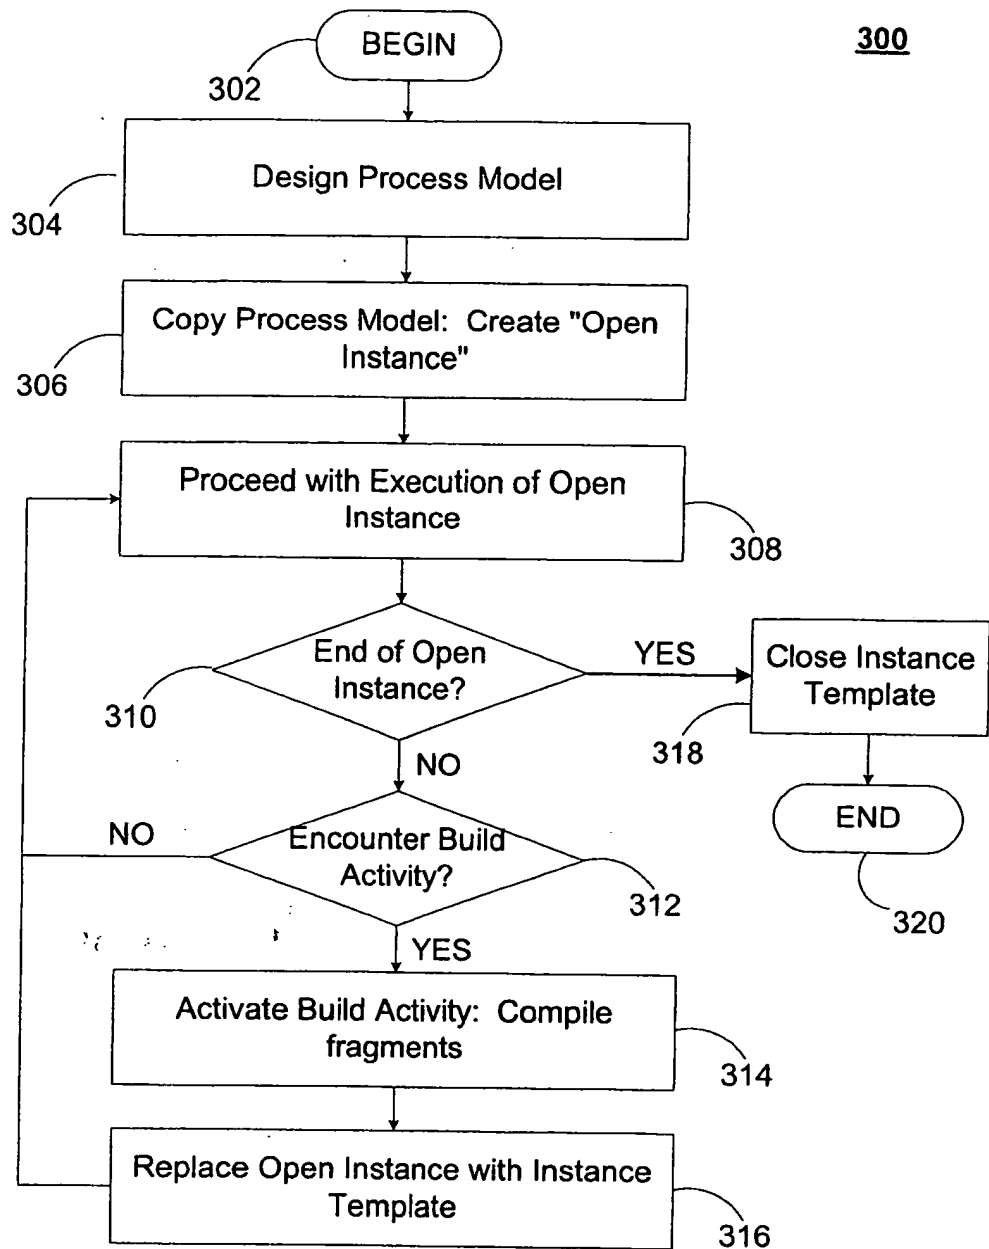 BEGIN
300
302
Design Process Model
304
Copy Process Model: Create "Open
Instance"
306
Proceed with Execution of Open
Instance
308
End of Open
Instance?
YES
Close Instance
Template
310
318
NO
END
NO
Encounter Build
Activity?
312
320
YES
Activate Build Activity: Compile
fragments
314
Replace Open Instance with Instance
Template
316